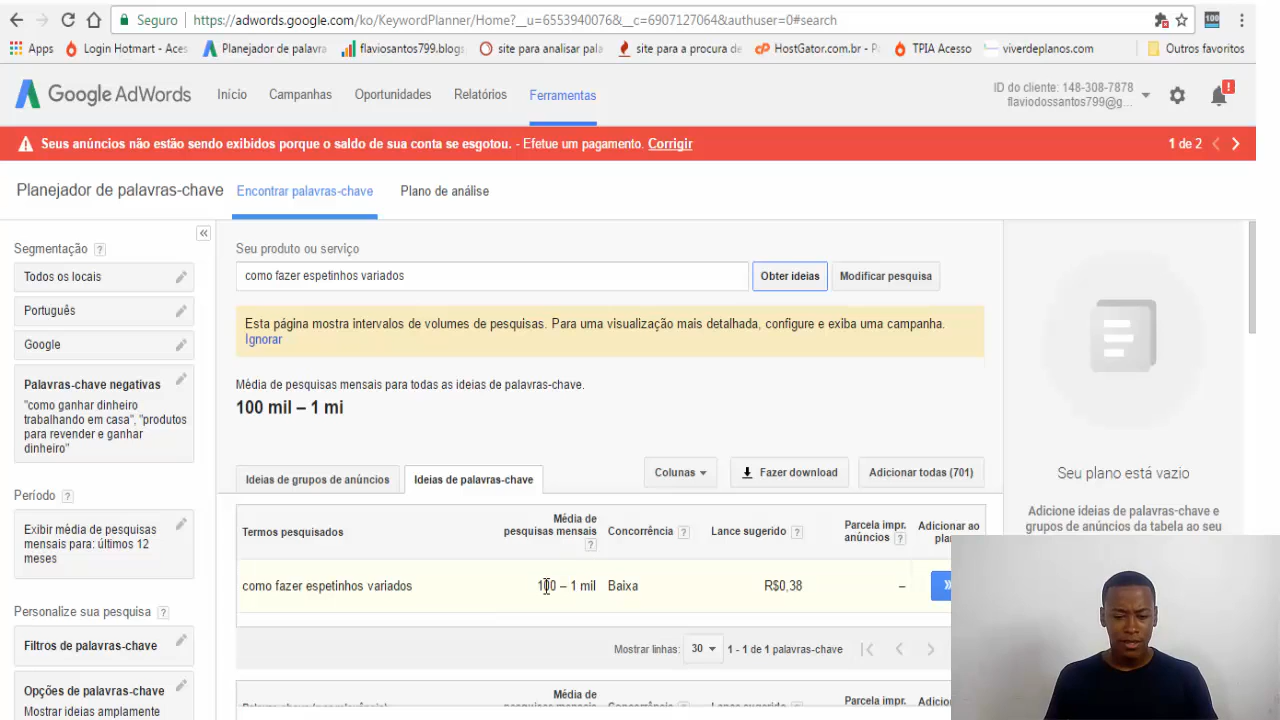 Seguro https://adwords.google.com/ko/KeywordPlanner/Home?__u=6553940076&__c=6907127064&authuser=0#search
100
Apps Login Hotmart - Aces Planejador de palavra flaviosantos799.blogs site para analisar pala site para a procura de HostGator.com.br - Pa TPIA Acesso viverdeplanos.com Outros favoritos
Google AdWords Início Campanhas Oportunidades Relatórios Ferramentas
ID do cliente: 148-308-7878
flaviodossantos799@g...
!
Seus anúncios não estão sendo exibidos porque o saldo de sua conta se esgotou. - Efetue um pagamento. Corrigir 1 de 2
Planejador de palavras-chave Encontrar palavras-chave Plano de análise
«
Segmentação ?
Todos os locais
Português
Google
Palavras-chave negativas
"como ganhar dinheiro
trabalhando em casa", "produtos
para revender e ganhar
dinheiro"
Período ?
Exibir média de pesquisas
mensais para: últimos 12
meses
Personalize sua pesquisa ?
Filtros de palavras-chave
Opções de palavras-chave
Mostrar ideias amplamente
Seu produto ou serviço
como fazer espetinhos variados Obter ideias Modificar pesquisa
Esta página mostra intervalos de volumes de pesquisas. Para uma visualização mais detalhada, configure e exiba uma campanha.
Ignorar
Média de pesquisas mensais para todas as ideias de palavras-chave.
100 mil – 1 mi
Ideias de grupos de anúncios Ideias de palavras-chave Colunas Fazer download Adicionar todas (701)
Termos pesquisados
Média de
pesquisas mensais
?
Concorrência ?
Lance sugerido ?
Parcela impr.
anúncios ?
Adicionar ao
como fazer espetinhos variados 100 – 1 mil Baixa R$0,38 – »
Mostrar linhas: 30 1 - 1 de 1 palavras-chave
Média de
Parcela impr.
Seu plano está vazio
Adicione ideias de palavras-chave e
grupos de anúncios da tabela ao seu